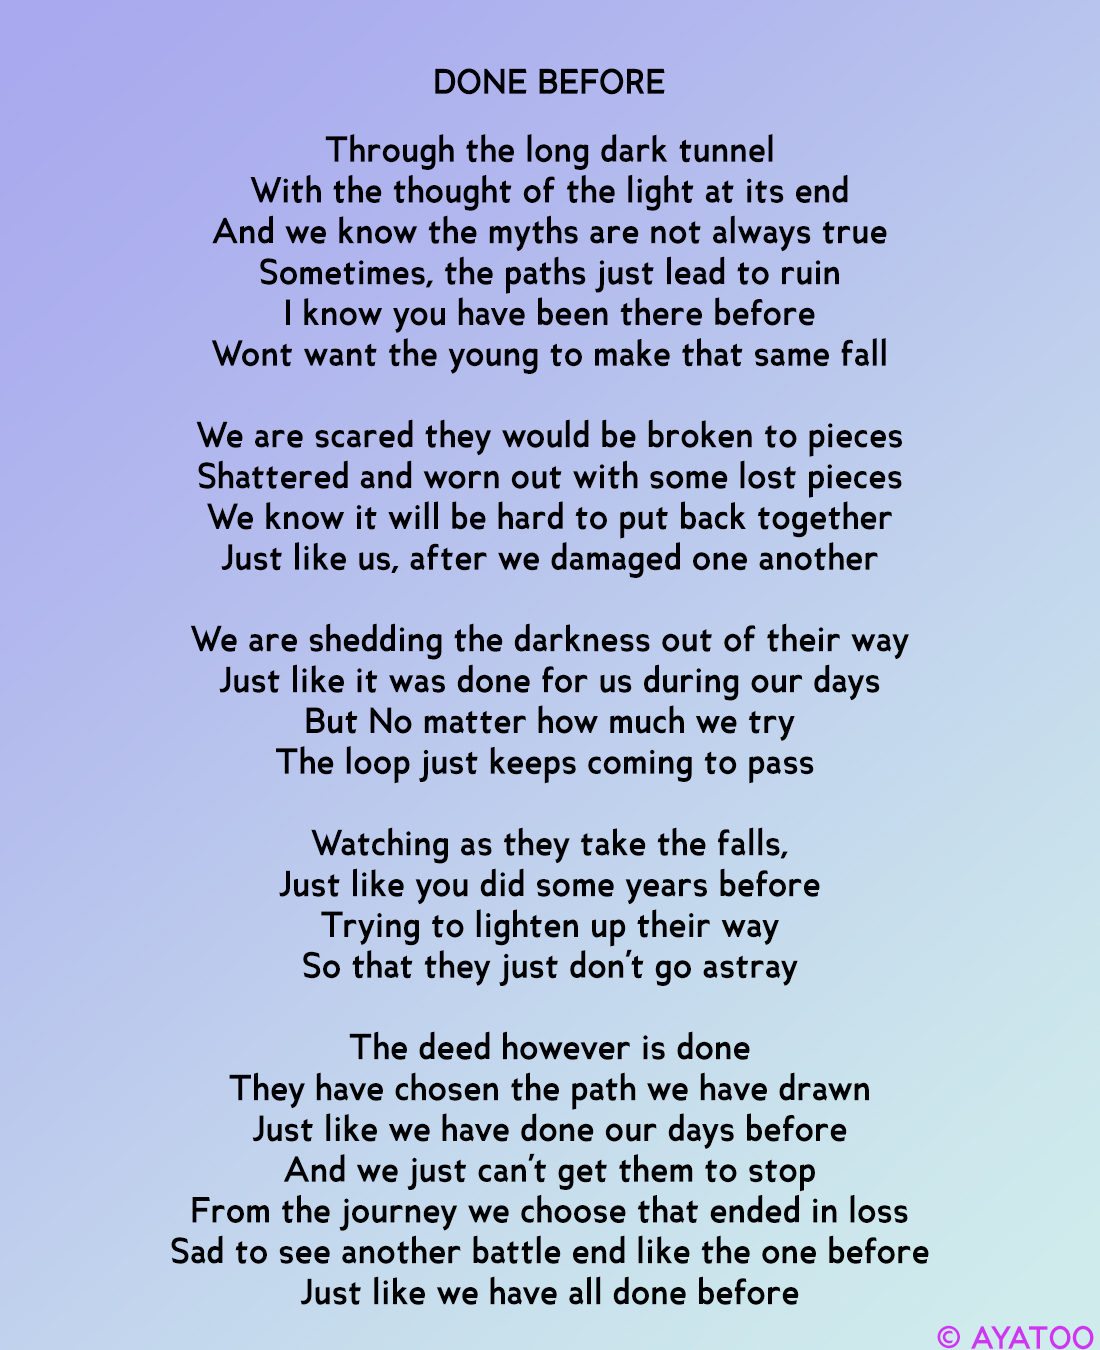 DONE BEFORE
Through the long dark tunnel
With the thought of the light at its end
And we know the myths are not always true
Sometimes, the paths just lead to ruin
I know you have been there before
Wont want the young to make that same fall
We are scared they would be broken to pieces
Shattered and worn out with some lost pieces
We know it will be hard to put back together
Just like us, after we damaged one another
We are shedding the darkness out of their way
Just like it was done for us during our days
But No matter how much we try
The loop just keeps coming to pass
Watching as they take the falls,
Just like you did some years before
Trying to lighten up their way
So that they just don't go astray
The deed however is done
They have chosen the path we have drawn
Just like we have done our days before
And we just can't get them to stop
From the journey we choose that ended in loss
Sad to see another battle end like the one before
Just like we have all done before
© AYATOO